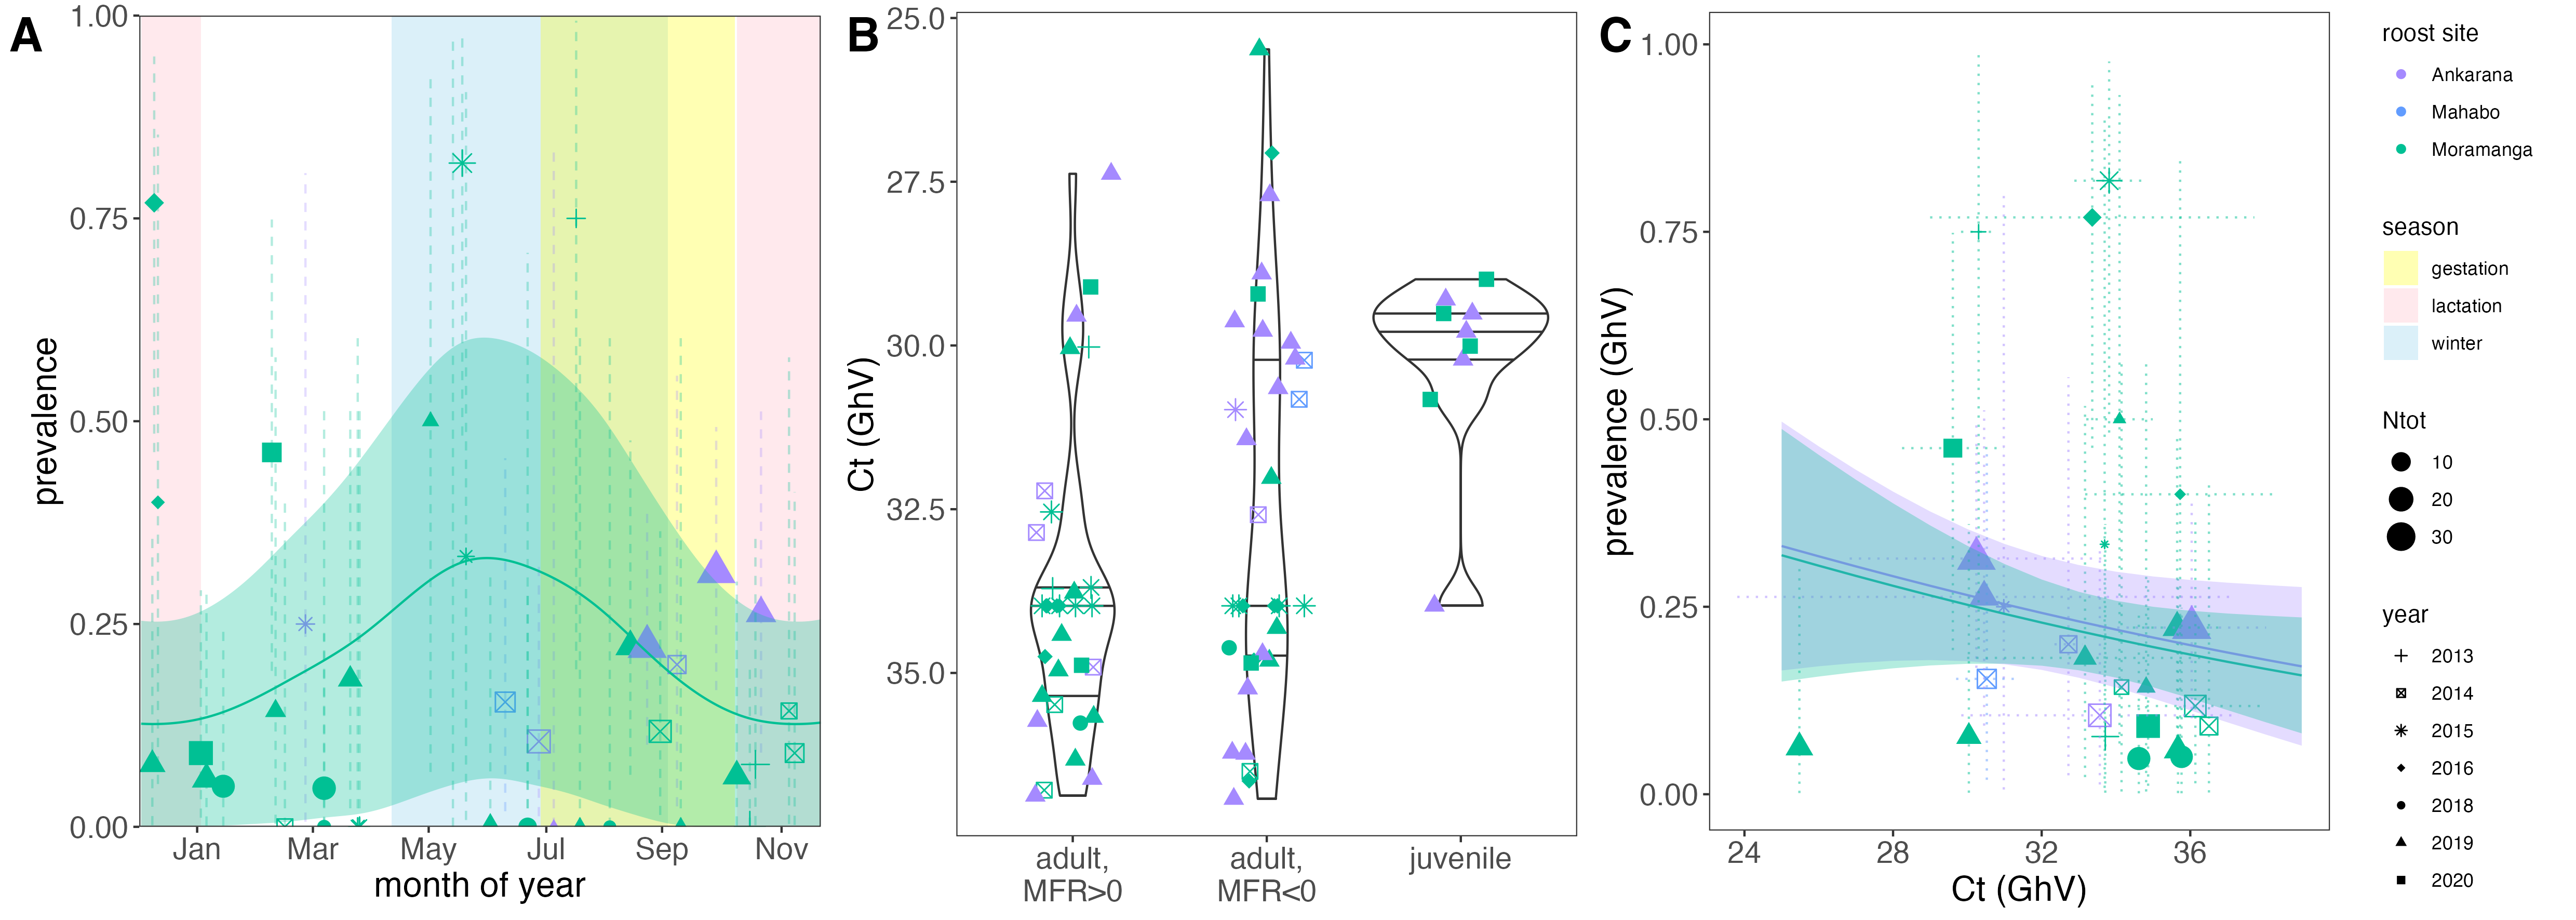 A
1.00
0.75
0.50
0.25
0.00
prevalence
Jan
Mar
May
Jul
Sep
Nov
month of year
B
25.0
27.5
30.0
32.5
35.0
Ct (GhV)
adult,
MFR>0
adult,
MFR<0
juvenile
C
1.00
0.75
0.50
0.25
0.00
prevalence (GhV)
24
28
32
36
Ct (GhV)
roost site
Ankarana
Mahabo
Moramanga
season
gestation
lactation
winter
Ntot
10
20
30
year
2013
2014
2015
2016
2018
2019
2020